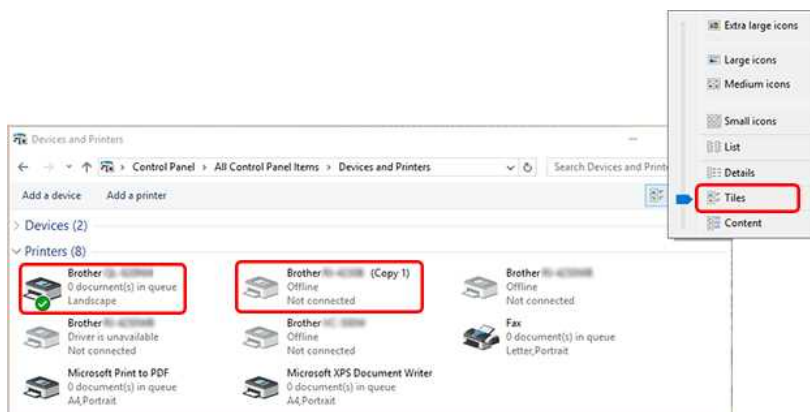 Extra large icons
Large icons
Medium icons
Small icons
List
Details
Tiles
Content
Devices and Printers
Control Panel > All Control Panel Items > Devices and Printers
Search Devices and Printe
Add a device Add a printer
Devices (2)
Printers (8)
Brother
0 document(s) in queue
Landscape
Brother (Copy 1)
Offline
Not connected
Brother
Offline
Not connected
Brother
Driver is unavailable
Not connected
Brother
Offline
Not connected
Fax
0 document(s) in queue
Letter,Portrait
Microsoft Print to PDF
0 document(s) in queue
A4,Portrait
Microsoft XPS Document Writer
0 document(s) in queue
A4,Portrait